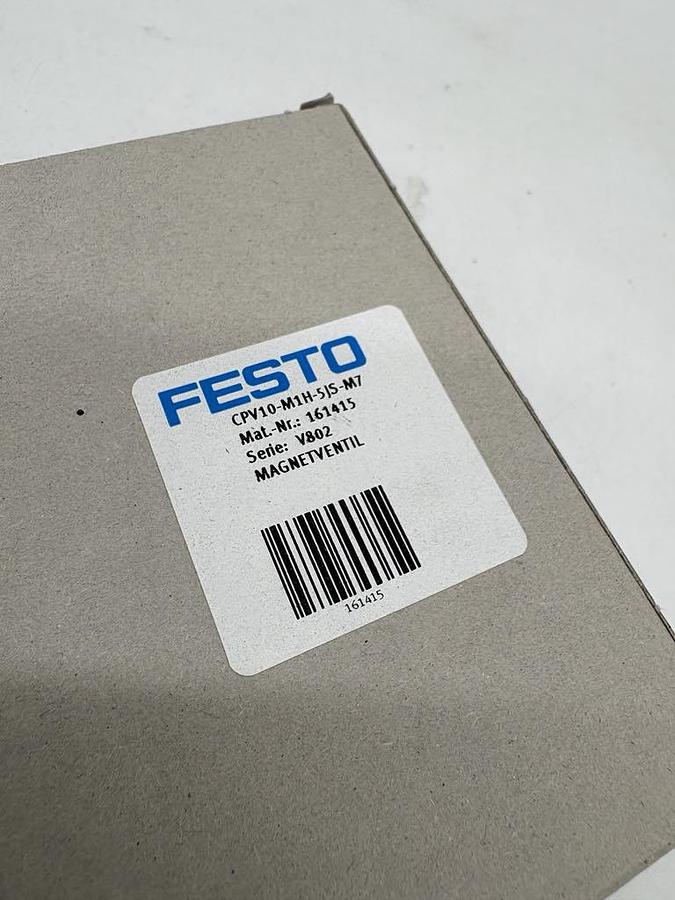 FESTO
CPV10-M1H-5JS-M7
Mat.-Nr.: 161415
Serie: V802
MAGNETVENTIL
161415